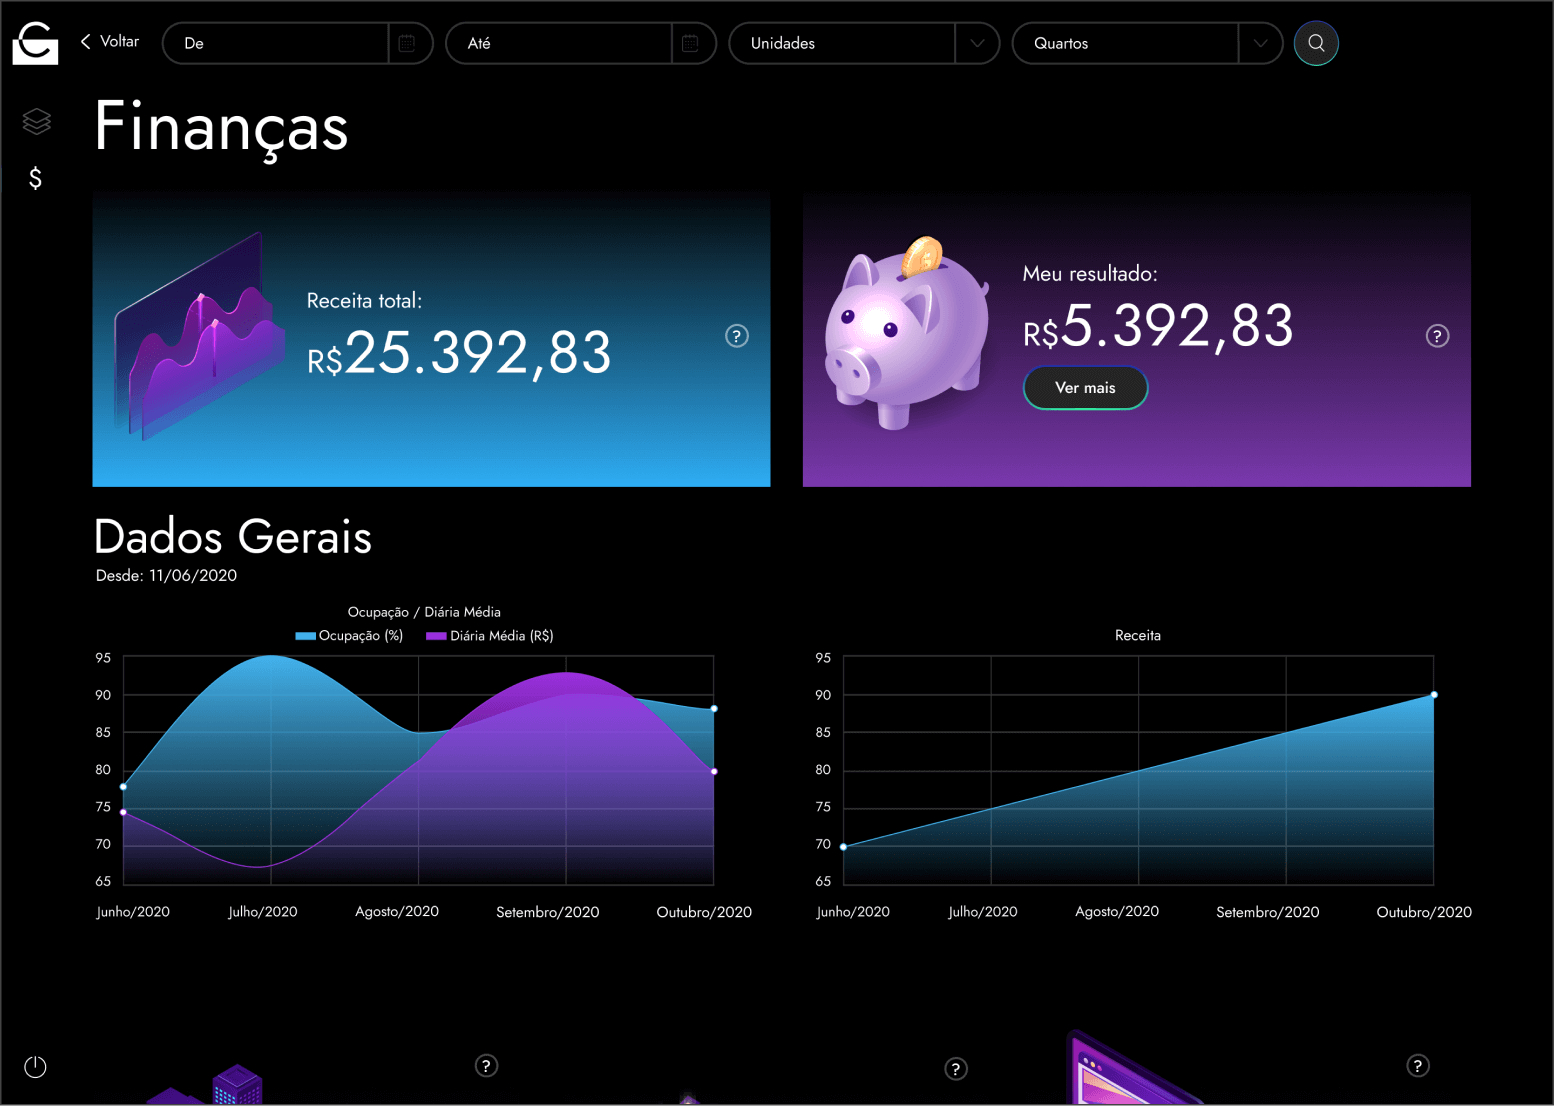 Voltar
De
Até
Unidades
Quartos
Finanças
$
Receita total:
R$25.392,83
?
Meu resultado:
R$5.392,83
Ver mais
?
Dados Gerais
Desde: 11/06/2020
Ocupação / Diária Média
Ocupação (%)
Diária Média (R$)
95
90
85
80
75
70
65
Junho/2020
Julho/2020
Agosto/2020
Setembro/2020
Outubro/2020
Receita
95
90
85
80
75
70
65
Junho/2020
Julho/2020
Agosto/2020
Setembro/2020
Outubro/2020
?
?
?